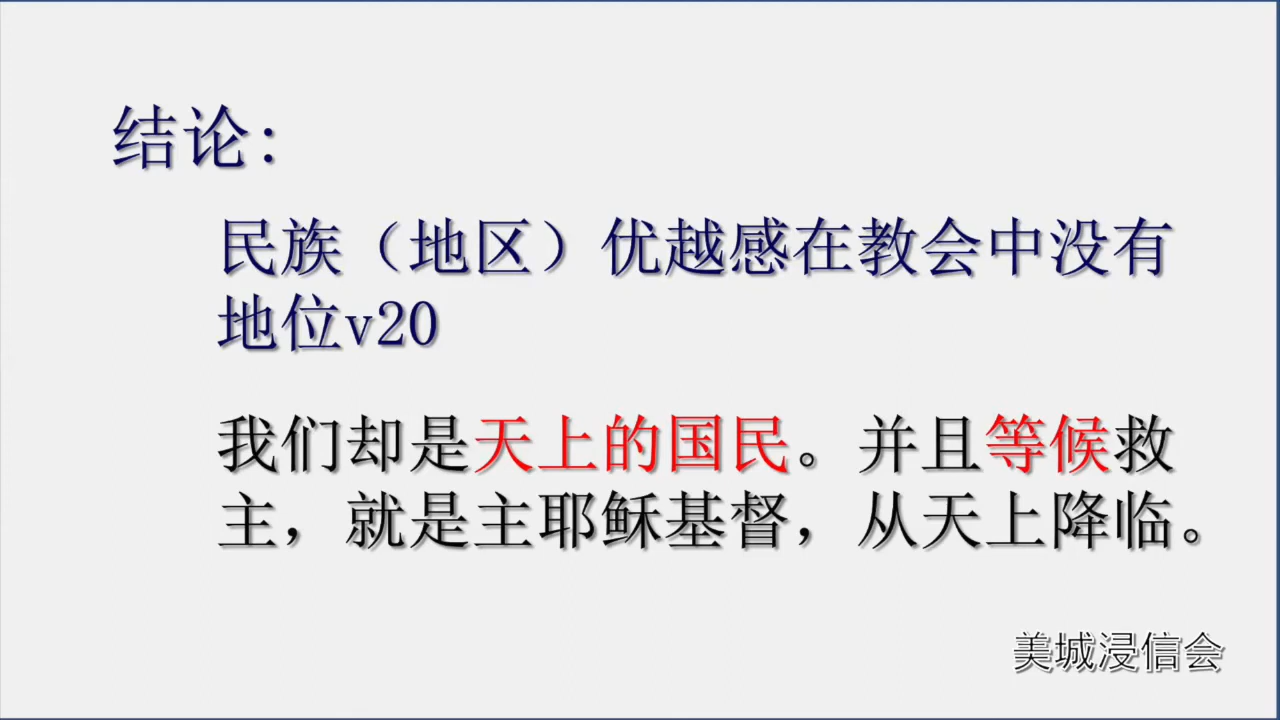 结论:
民族（地区）优越感在教会中没有
地位v20
我们却是天上的国民。并且等候救
主，就是主耶稣基督，从天上降临。
美城浸信会